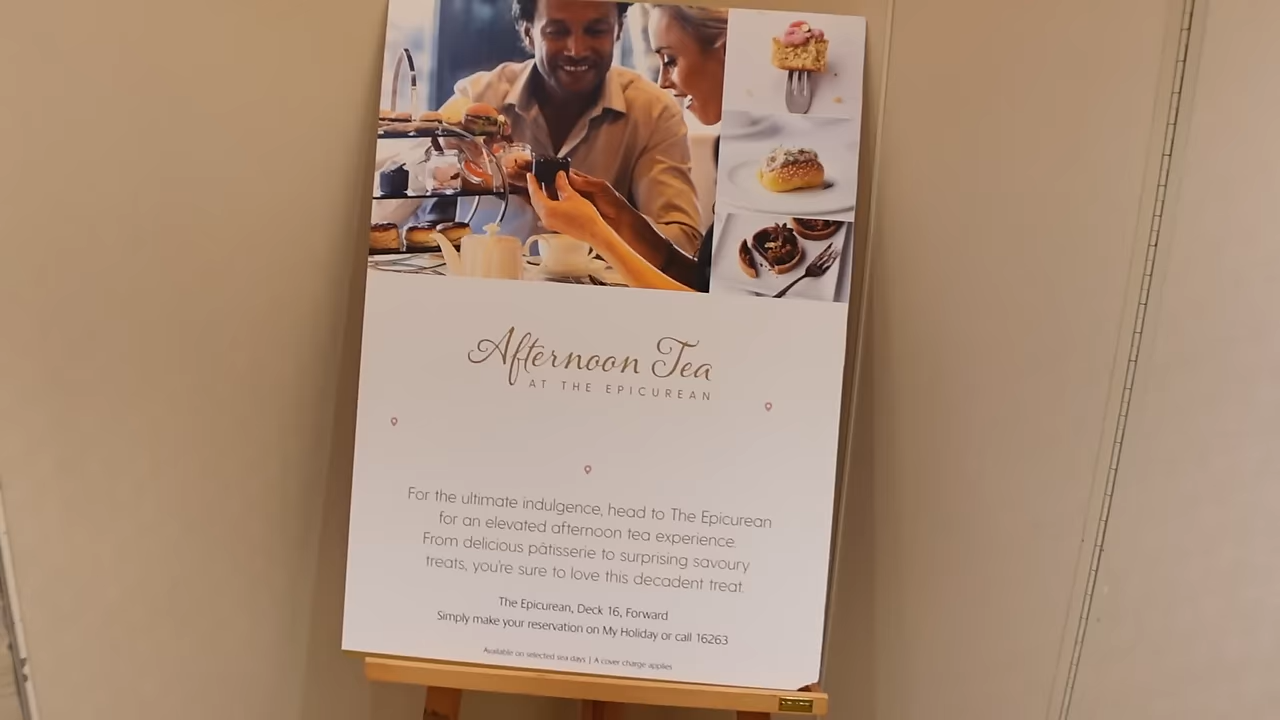 Afternoon Tea
AT THE EPICUREAN
For the ultimate indulgence, head to The Epicurean
for an elevated afternoon tea experience.
From delicious pâtisserie to surprising savoury
treats, you're sure to love this decadent treat.
The Epicurean, Deck 16, Forward
Simply make your reservation on My Holiday or call 16263
Available on selected sea days | A cover charge applies